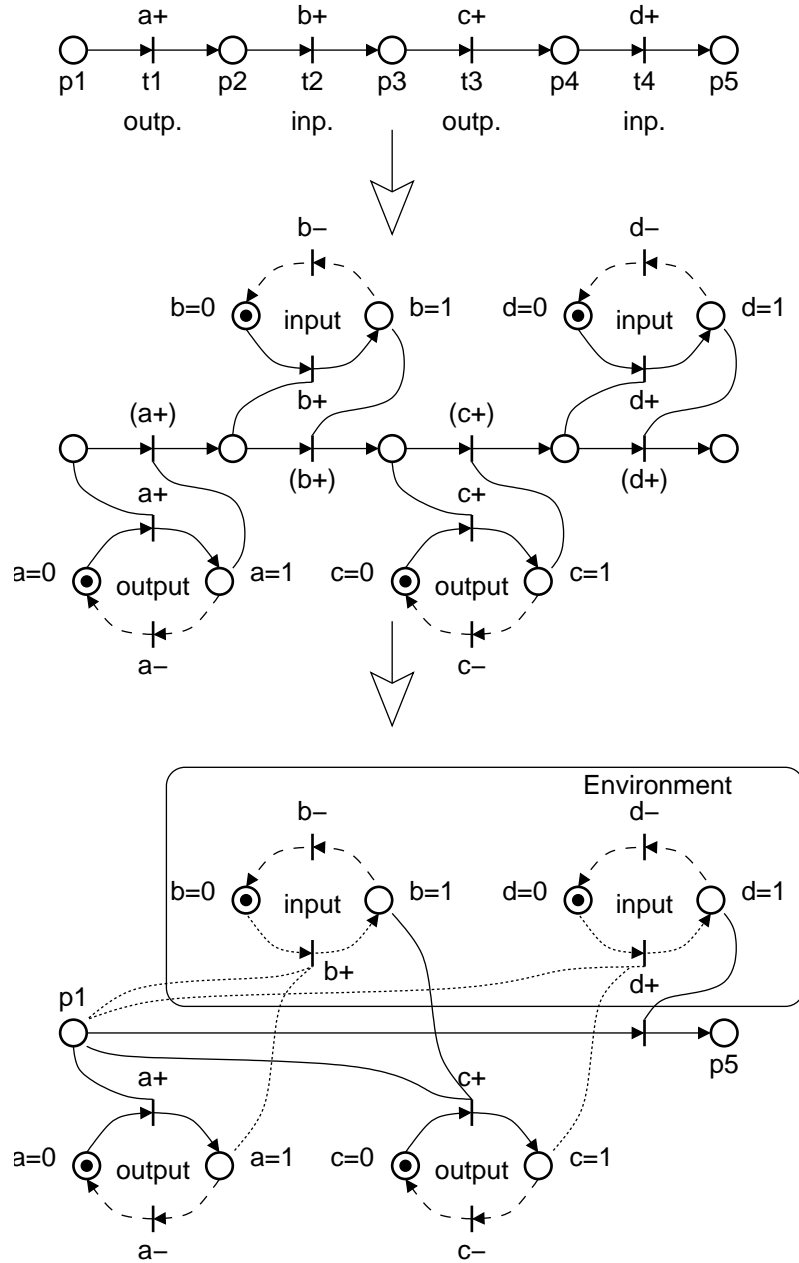 a+ b+ c+ d+
p1 t1 p2 t2 p3 t3 p4 t4 p5
outp. inp. outp. inp.
b− d−
b=0 input b=1 d=0 input d=1
b+ d+
(a+) (c+)
(b+) (d+)
a+ c+
a=0 output a=1 c=0 output c=1
a− c−
Environment
b− d−
b=0 input b=1 d=0 input d=1
b+ d+
p1
p5
a+ c+
a=0 output a=1 c=0 output c=1
a− c−